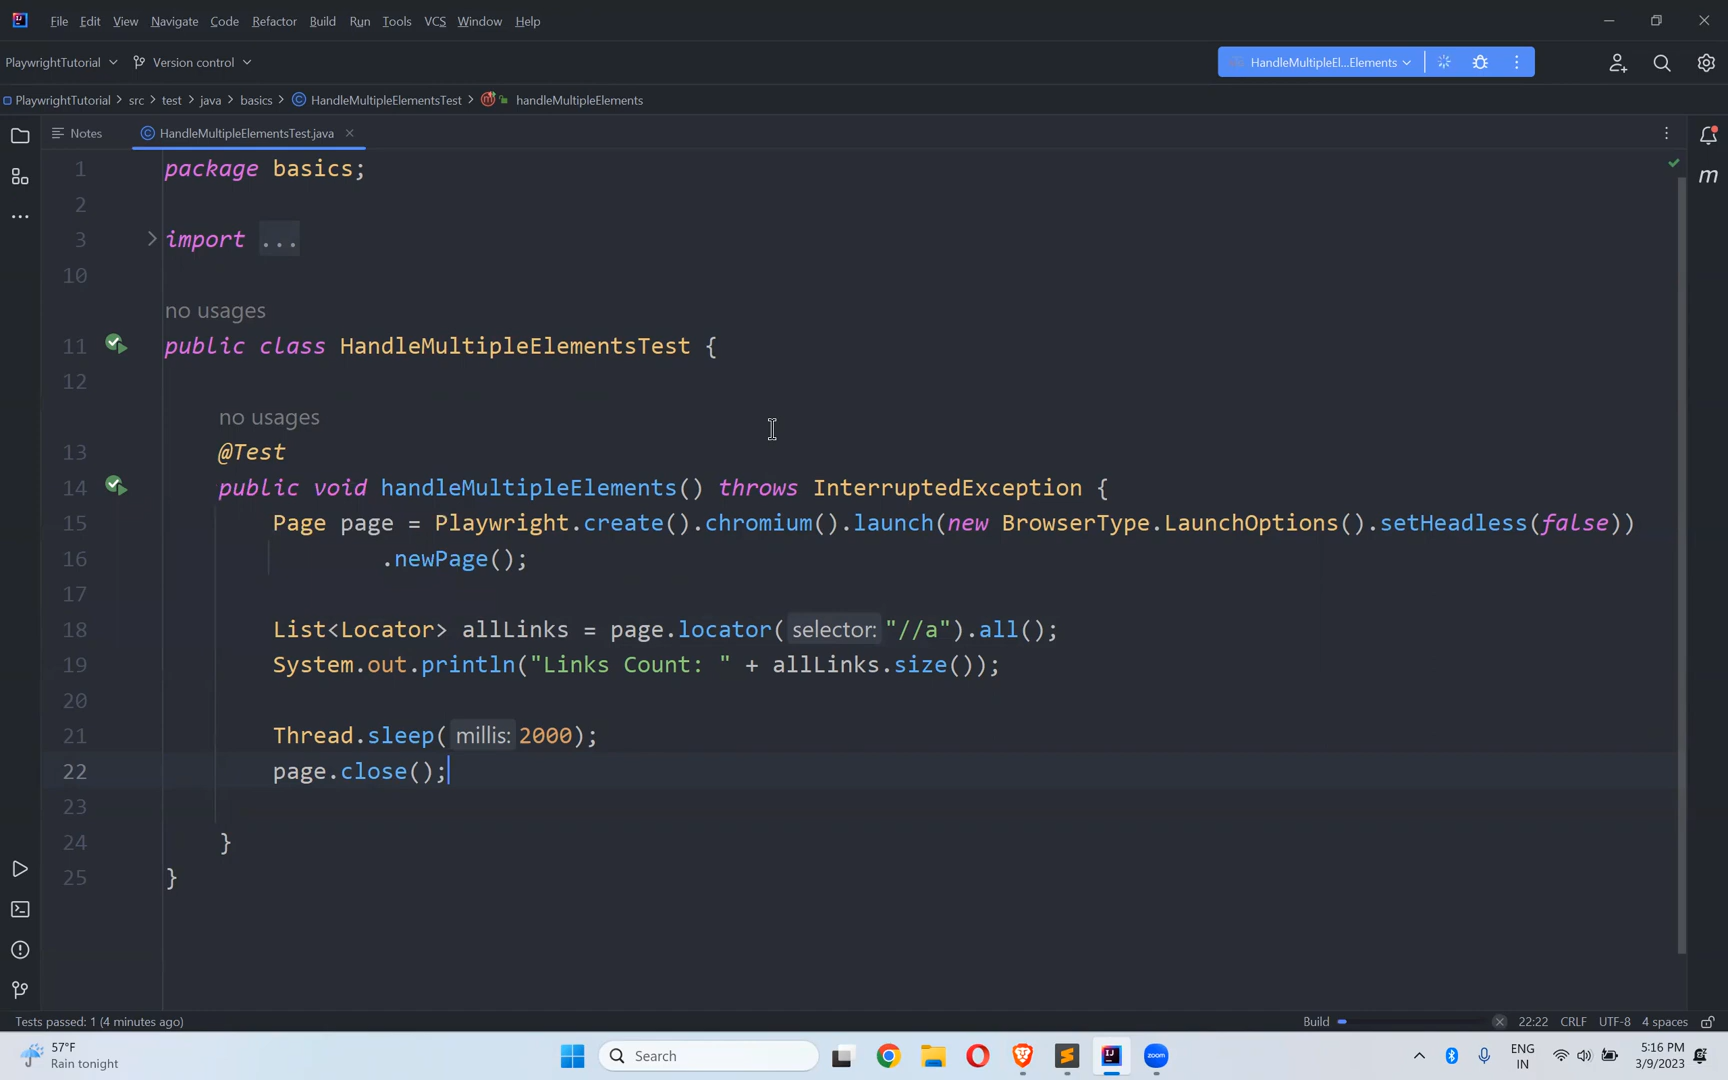 File Edit View Navigate Code Refactor Build Run Tools VCS Window Help
PlaywrightTutorial Version control HandleMultipleEl...Elements
PlaywrightTutorial src test java basics HandleMultipleElementsTest handleMultipleElements
Notes HandleMultipleElementsTest.java
1 package basics;
2
3 import ...
10
no usages
11 public class HandleMultipleElementsTest {
12
no usages
13 @Test
14 public void handleMultipleElements() throws InterruptedException {
15 Page page = Playwright.create().chromium().launch(new BrowserType.LaunchOptions().setHeadless(false))
16 .newPage();
17
18 List<Locator> allLinks = page.locator( selector: "//a").all();
19 System.out.println("Links Count: " + allLinks.size());
20
21 Thread.sleep( millis: 2000);
22 page.close();
23
24 }
25 }
Tests passed: 1 (4 minutes ago) Build 22:22 CRLF UTF-8 4 spaces
57°F
Rain tonight
Search
zoom
ENG
IN
5:16 PM
3/9/2023